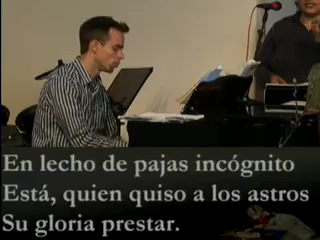 En lecho de pajas incógnito
Está, quien quiso a los astros
Su gloria prestar.